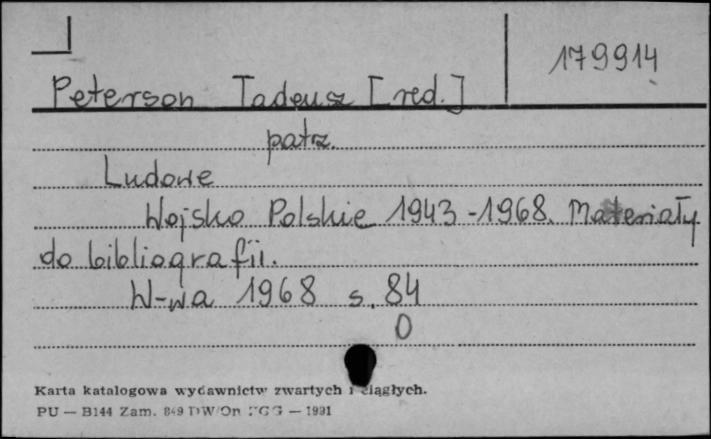 179914
Peterson Tadeusz [red.]
patrz.
Ludowe
Wojsko Polskie 1943-1968. Materiały
do bibliografii.
W-wa 1968 s. 84
0
Karta katalogowa wydawnictw zwartych i ciągłych.
PU — B144 Zam. 849 DW/On — 1991